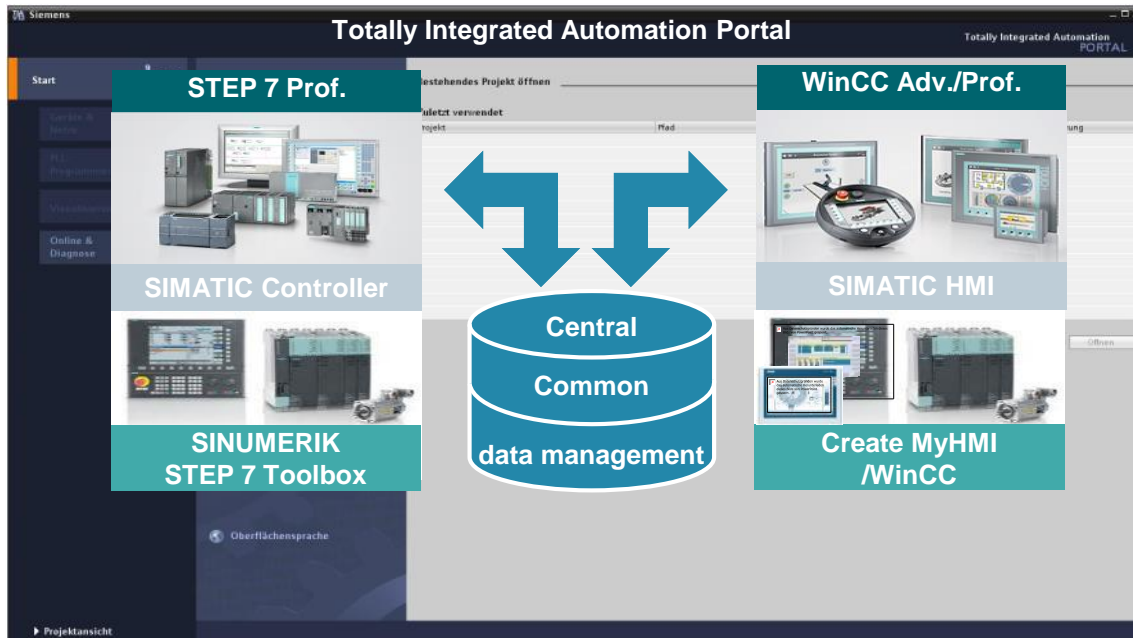 Siemens
Totally Integrated Automation Portal
Totally Integrated Automation
PORTAL
Start
STEP 7 Prof.
WinCC Adv./Prof.
Bestehendes Projekt öffnen
Zuletzt verwendet
Projekt
Pfad
Geräte &
Netze
Online &
Diagnose
SIMATIC Controller
SIMATIC HMI
Central
Common
data management
Öffnen
SINUMERIK
STEP 7 Toolbox
Create MyHMI
/WinCC
Oberflächensprache
Projektansicht